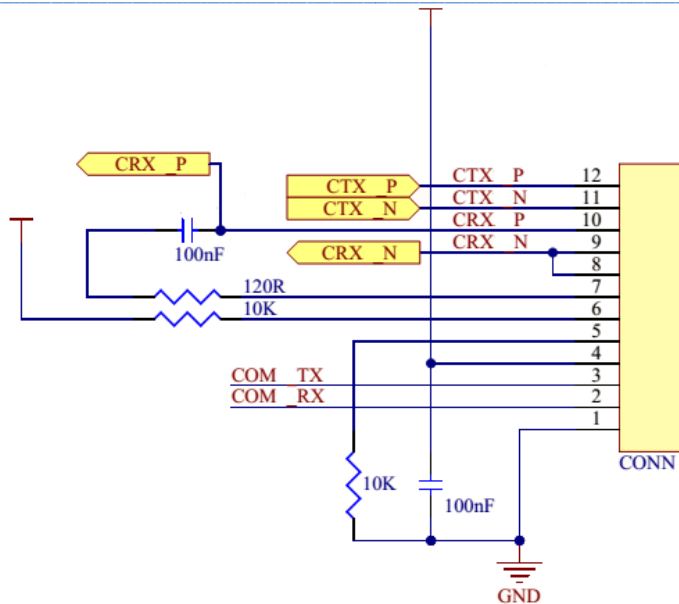 CRX _P
CTX _P
CTX _N
CRX _N
CTX P
CTX N
CRX P
CRX N
12
11
10
9
8
7
6
5
4
3
2
1
100nF
120R
10K
COM _TX
COM _RX
CONN
10K
100nF
GND